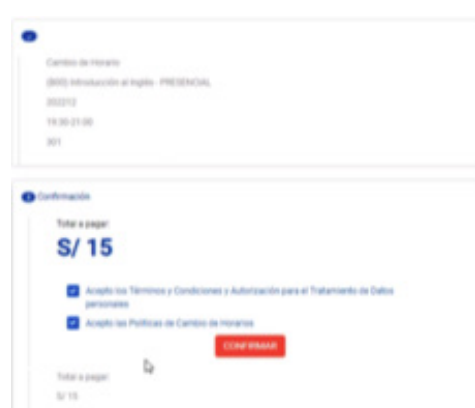 Cambio de Horario
(B00) Introducción al Inglés - PRESENCIAL
202212
19:30-21:00
301
Confirmación
Total a pagar:
S/ 15
Acepto los Términos y Condiciones y Autorización para el Tratamiento de Datos
personales
Acepto las Políticas de Cambio de Horarios
CONFIRMAR
Total a pagar:
S/ 15